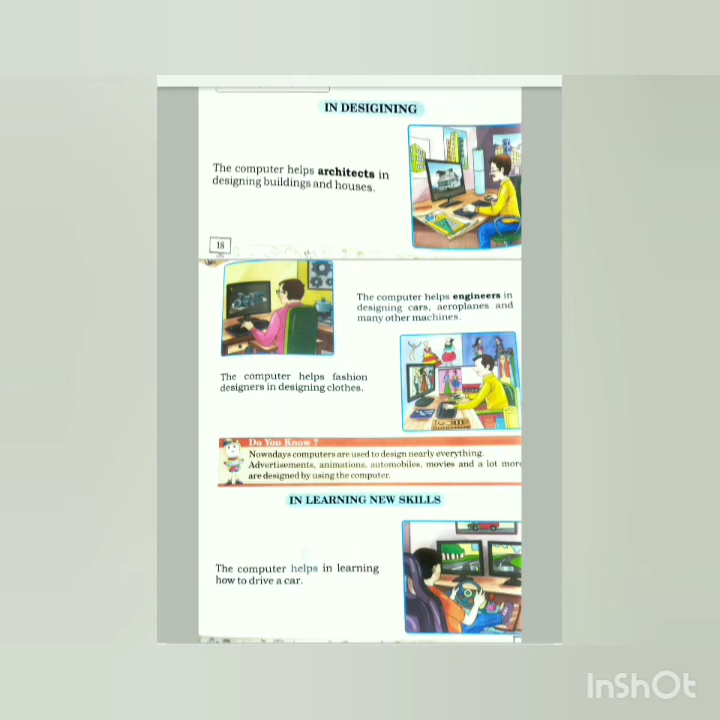 IN DESIGINING
The computer helps architects in
designing buildings and houses.
18
The computer helps engineers in
designing cars, aeroplanes and
many other machines.
The computer helps fashion
designers in designing clothes.
Do You Know ?
Nowadays computers are used to design nearly everything.
Advertisements, animations, automobiles, movies and a lot more
are designed by using the computer.
IN LEARNING NEW SKILLS
The computer helps in learning
how to drive a car.
InShOt